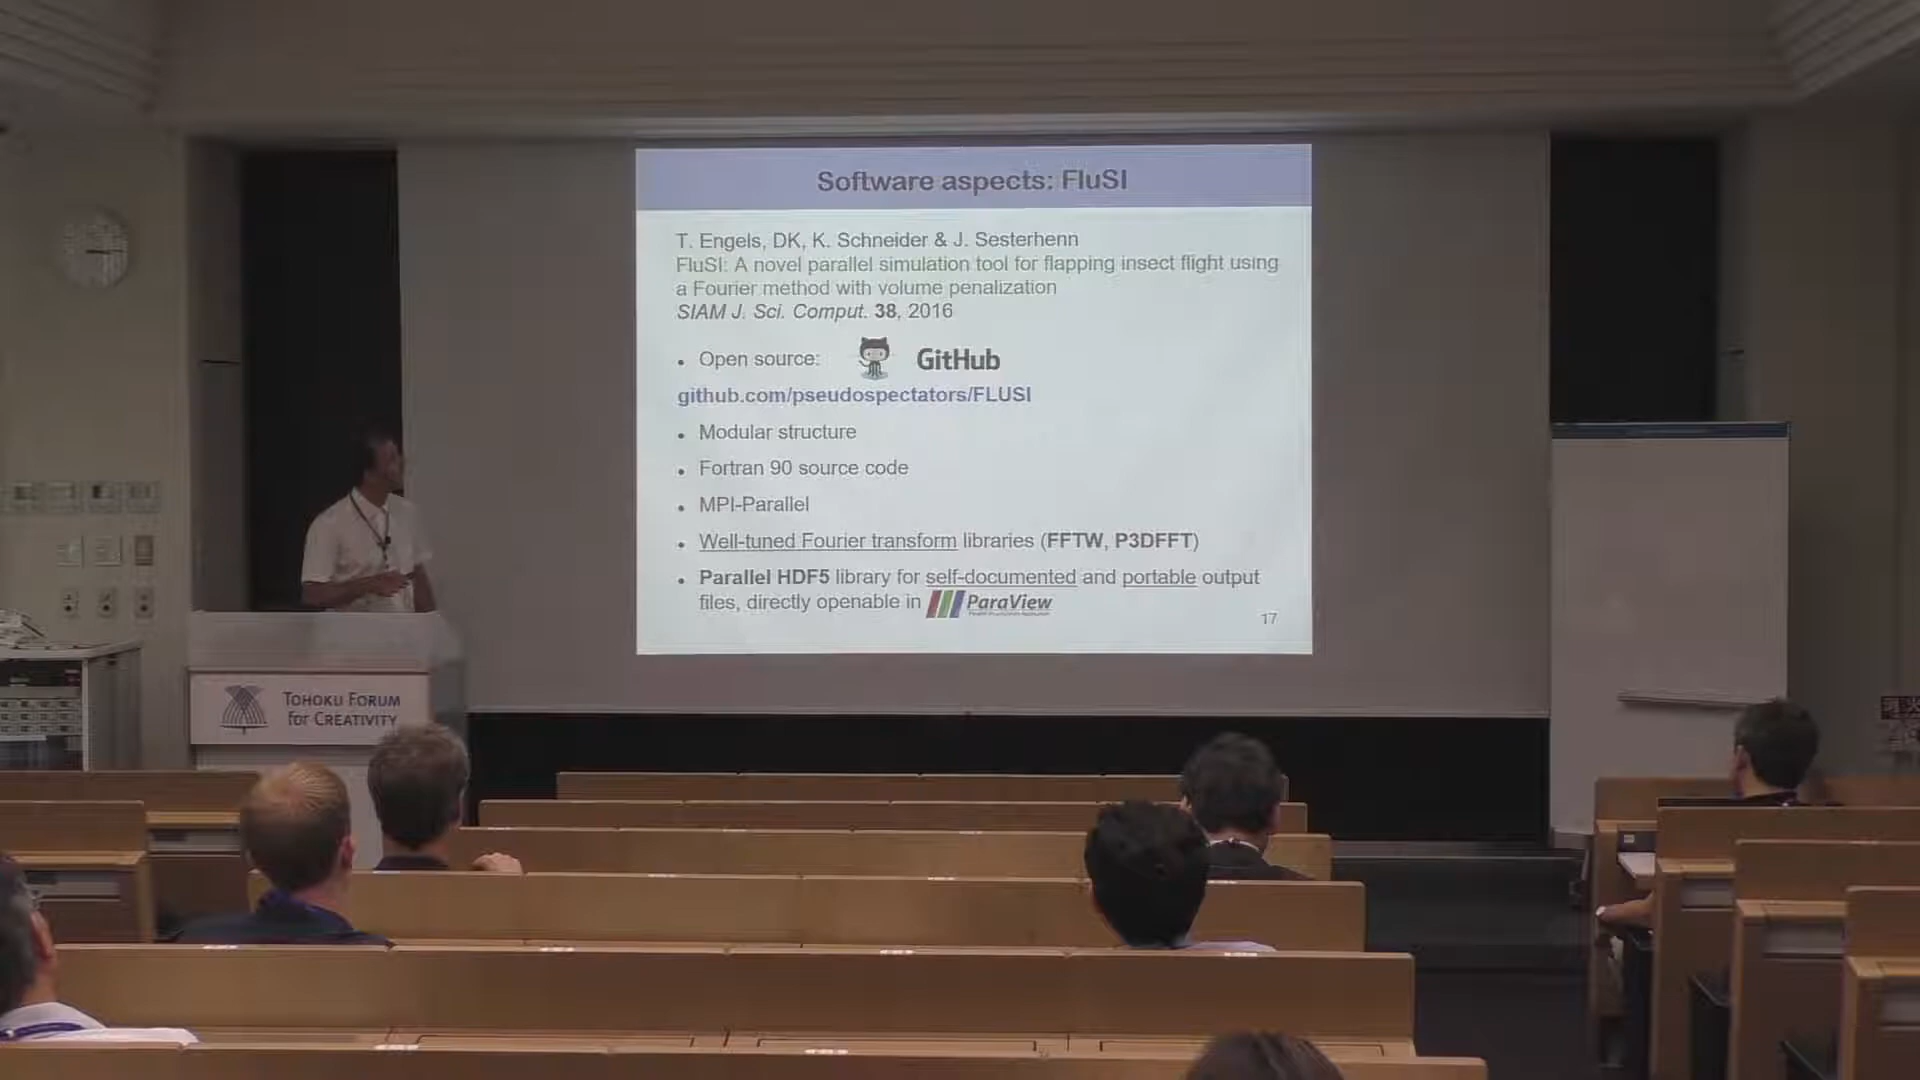 Software aspects: FluSI
T. Engels, DK, K. Schneider & J. Sesterhenn
FluSI: A novel parallel simulation tool for flapping insect flight using
a Fourier method with volume penalization
SIAM J. Sci. Comput. 38, 2016
• Open source: GitHub
github.com/pseudospectators/FLUSI
• Modular structure
• Fortran 90 source code
• MPI-Parallel
• Well-tuned Fourier transform libraries (FFTW, P3DFFT)
• Parallel HDF5 library for self-documented and portable output
files, directly openable in ParaView
17
TOHOKU FORUM
for CREATIVITY